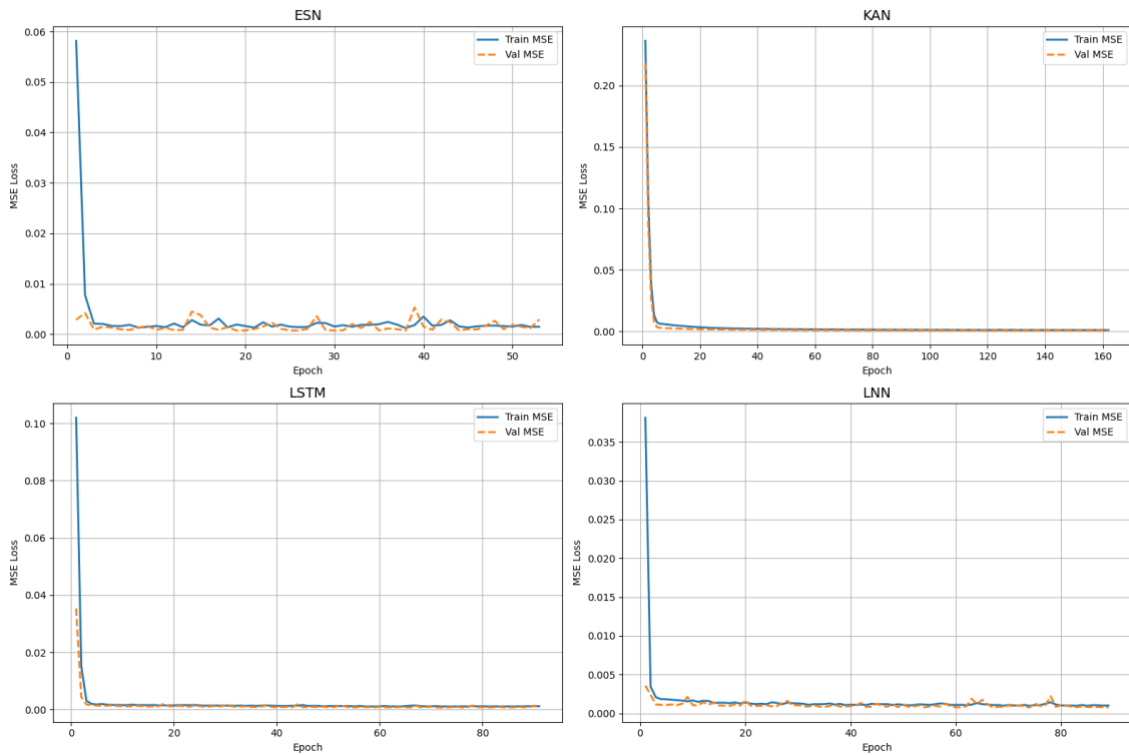 ESN
0.06
0.05
0.04
0.03
0.02
0.01
0.00
MSE Loss
0 10 20 30 40 50
Epoch
Train MSE
Val MSE
KAN
0.20
0.15
0.10
0.05
0.00
MSE Loss
0 20 40 60 80 100 120 140 160
Epoch
Train MSE
Val MSE
LSTM
0.10
0.08
0.06
0.04
0.02
0.00
MSE Loss
0 20 40 60 80
Epoch
Train MSE
Val MSE
LNN
0.035
0.030
0.025
0.020
0.015
0.010
0.005
0.000
MSE Loss
0 20 40 60 80
Epoch
Train MSE
Val MSE